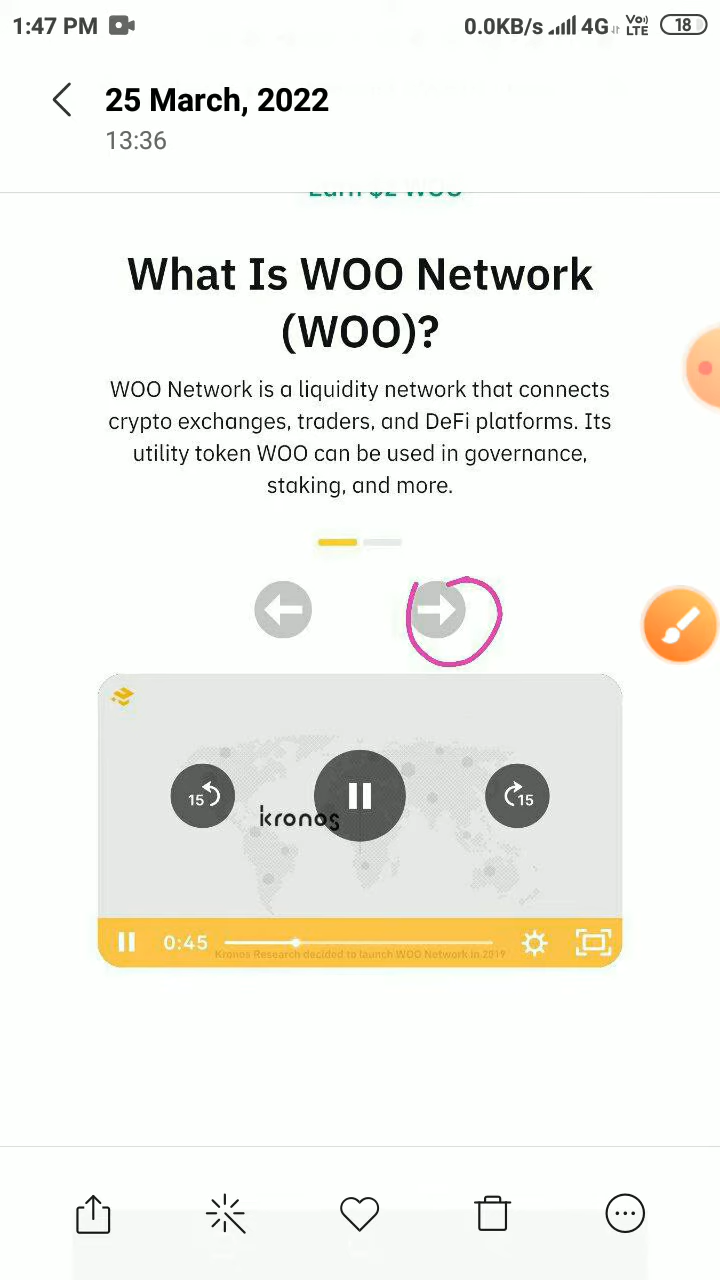 1:47 PM 0.0KB/s 4G Vo) LTE 18
25 March, 2022
13:36
Earn $2 WOO
What Is WOO Network
(WOO)?
WOO Network is a liquidity network that connects
crypto exchanges, traders, and DeFi platforms. Its
utility token WOO can be used in governance,
staking, and more.
15 15
kronos
0:45
Kronos Research decided to launch WOO Network in 2019